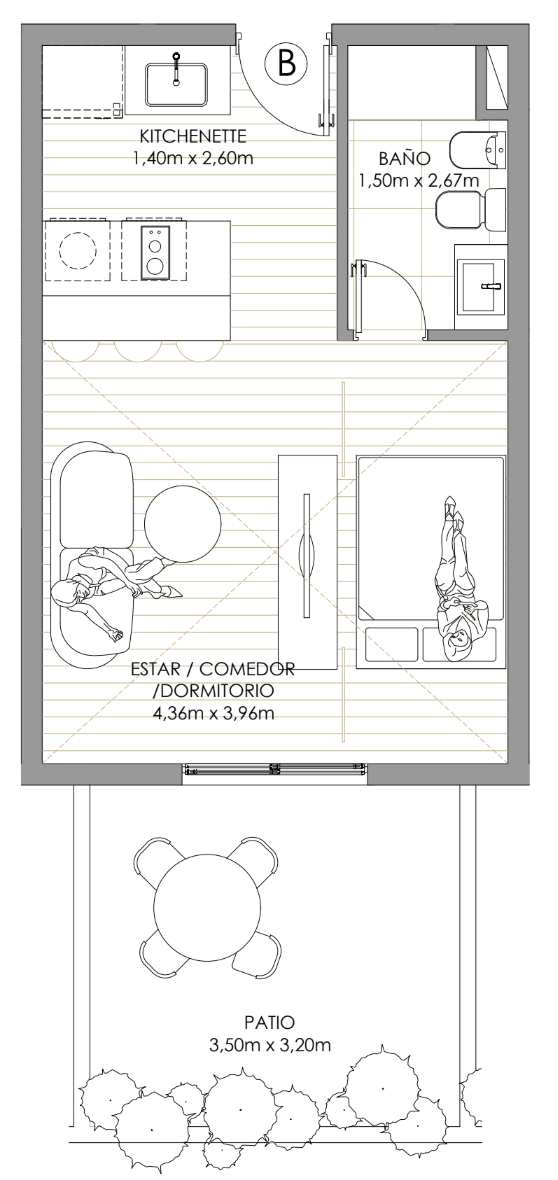 B
KITCHENETTE
1,40m x 2,60m
BAÑO
1,50m x 2,67m
ESTAR / COMEDOR
/DORMITORIO
4,36m x 3,96m
PATIO
3,50m x 3,20m